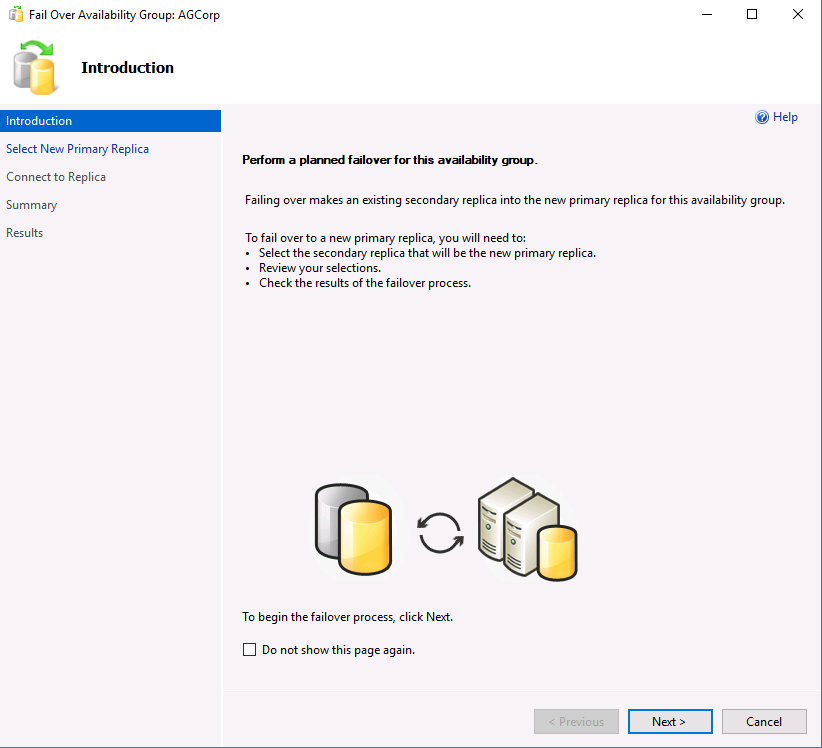 Fail Over Availability Group: AGCorp
Introduction
Introduction
Select New Primary Replica
Connect to Replica
Summary
Results
Help
Perform a planned failover for this availability group.
Failing over makes an existing secondary replica into the new primary replica for this availability group.
To fail over to a new primary replica, you will need to:
• Select the secondary replica that will be the new primary replica.
• Review your selections.
• Check the results of the failover process.
To begin the failover process, click Next.
Do not show this page again.
< Previous Next > Cancel